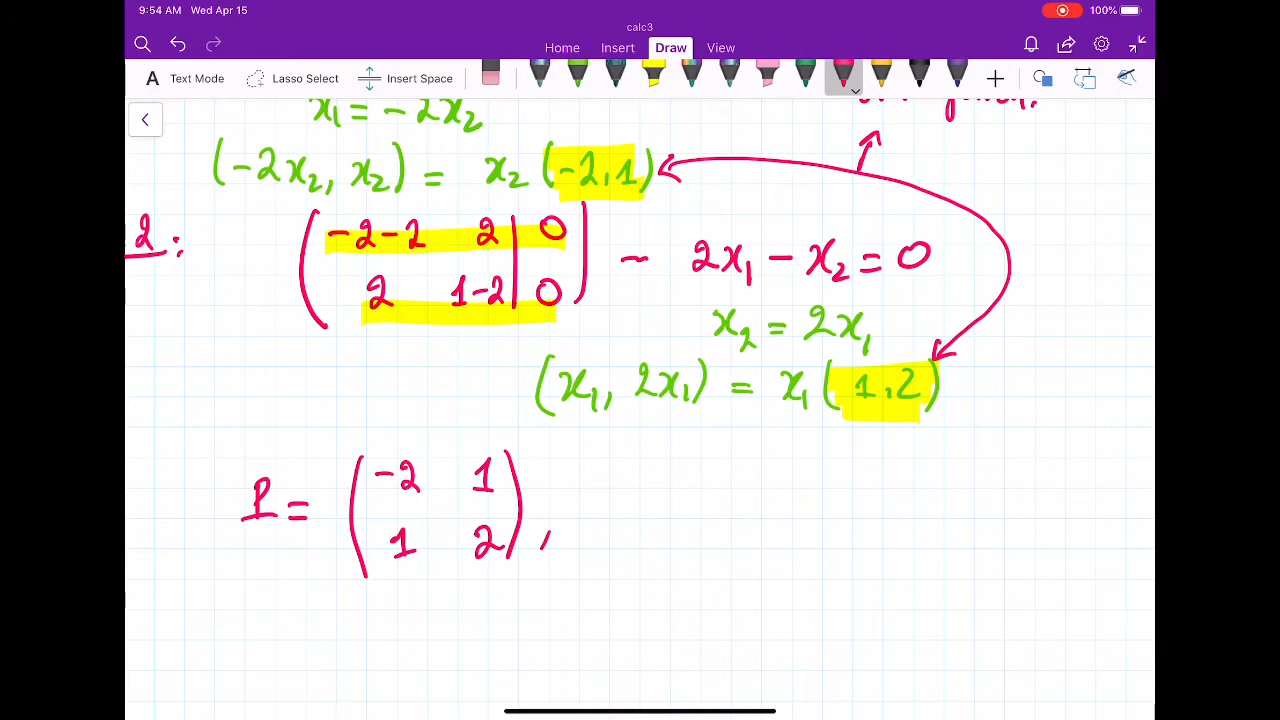 9:54 AM Wed Apr 15
100%
calc3
Home Insert Draw View
Text Mode Lasso Select Insert Space
x₁ = -2x₂
(-2x₂, x₂) = x₂ (-2,1)
2 :
( -2-2 2 | 0 )
( 2 1-2 | 0 )
~ 2x₁ - x₂ = 0
x₂ = 2x₁
(x₁, 2x₁) = x₁ (1,2)
P = ( -2 1 )
( 1 2 ) ,